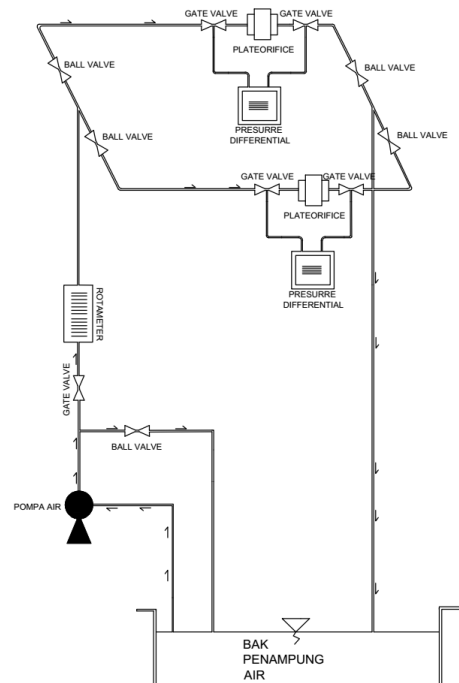 GATE VALVE
GATE VALVE
PLATEORIFICE
BALL VALVE
BALL VALVE
PRESURRE
DIFFERENTIAL
BALL VALVE
BALL VALVE
GATE VALVE
GATE VALVE
PLATEORIFICE
PRESURRE
DIFFERENTIAL
ROTAMETER
GATE VALVE
BALL VALVE
POMPA AIR
BAK
PENAMPUNG
AIR